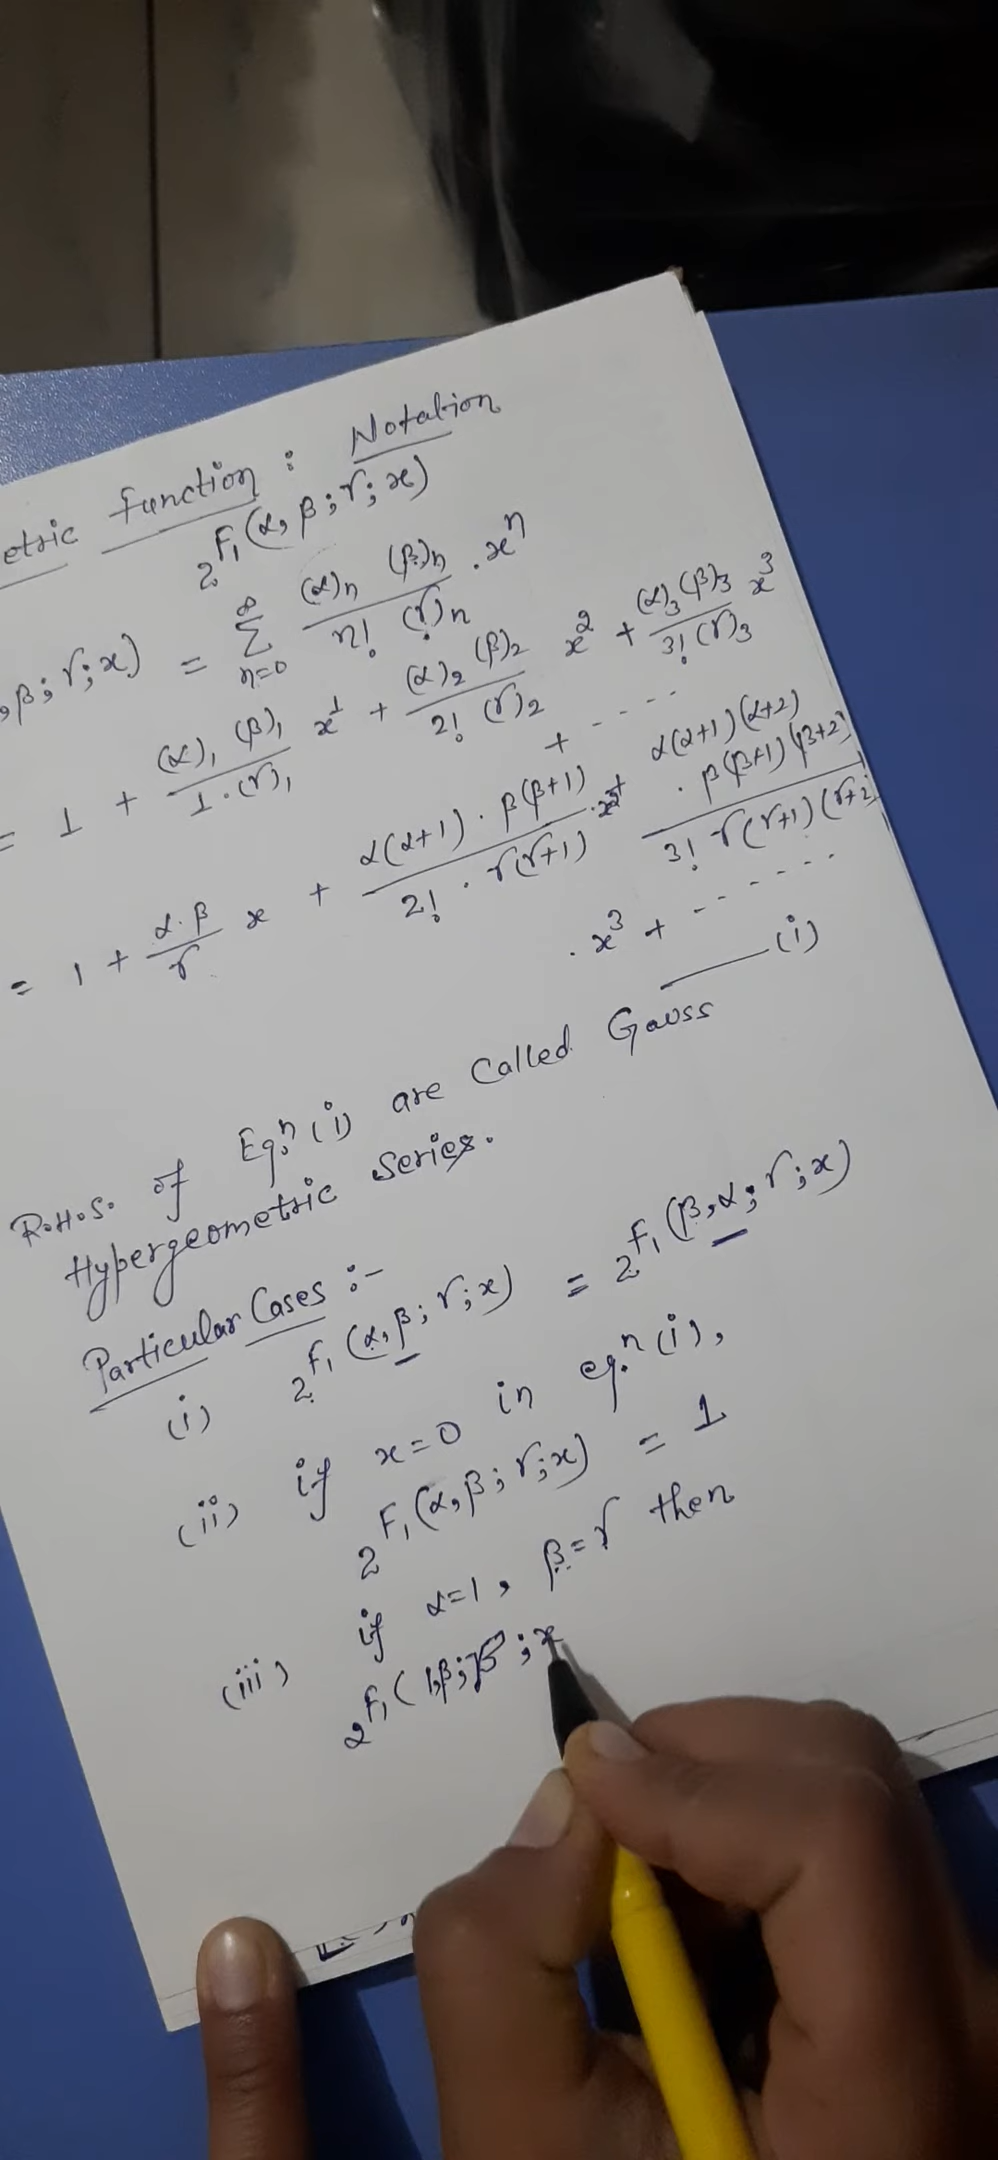 etric function : Notation
₂F₁(α, β; γ; x)
, β; γ; x) = ∞∑n=0 (α)n (β)n / n! (γ)n . xⁿ
= 1 + (α)₁ (β)₁ / 1.(γ)₁ x¹ + (α)₂ (β)₂ / 2! (γ)₂ x² + (α)₃ (β)₃ / 3! (γ)₃ x³
+ - - - -
= 1 + α.β / γ x + α(α+1) . β(β+1) / 2! . γ(γ+1) . x² + α(α+1)(α+2) . β(β+1)(β+2) / 3! γ(γ+1)(γ+2)
. x³ + - - - - - - -
—— (i)
R.H.S. of Eqⁿ (i) are called Gauss
Hypergeometric series.
Particular Cases :-
(i) ₂F₁(α, β; γ; x) = ₂F₁(β, α; γ; x)
(ii) if x=0 in eqⁿ (i),
₂F₁(α, β; γ; x) = 1
(iii) if α=1, β=γ then
₂F₁(1, β; β; x